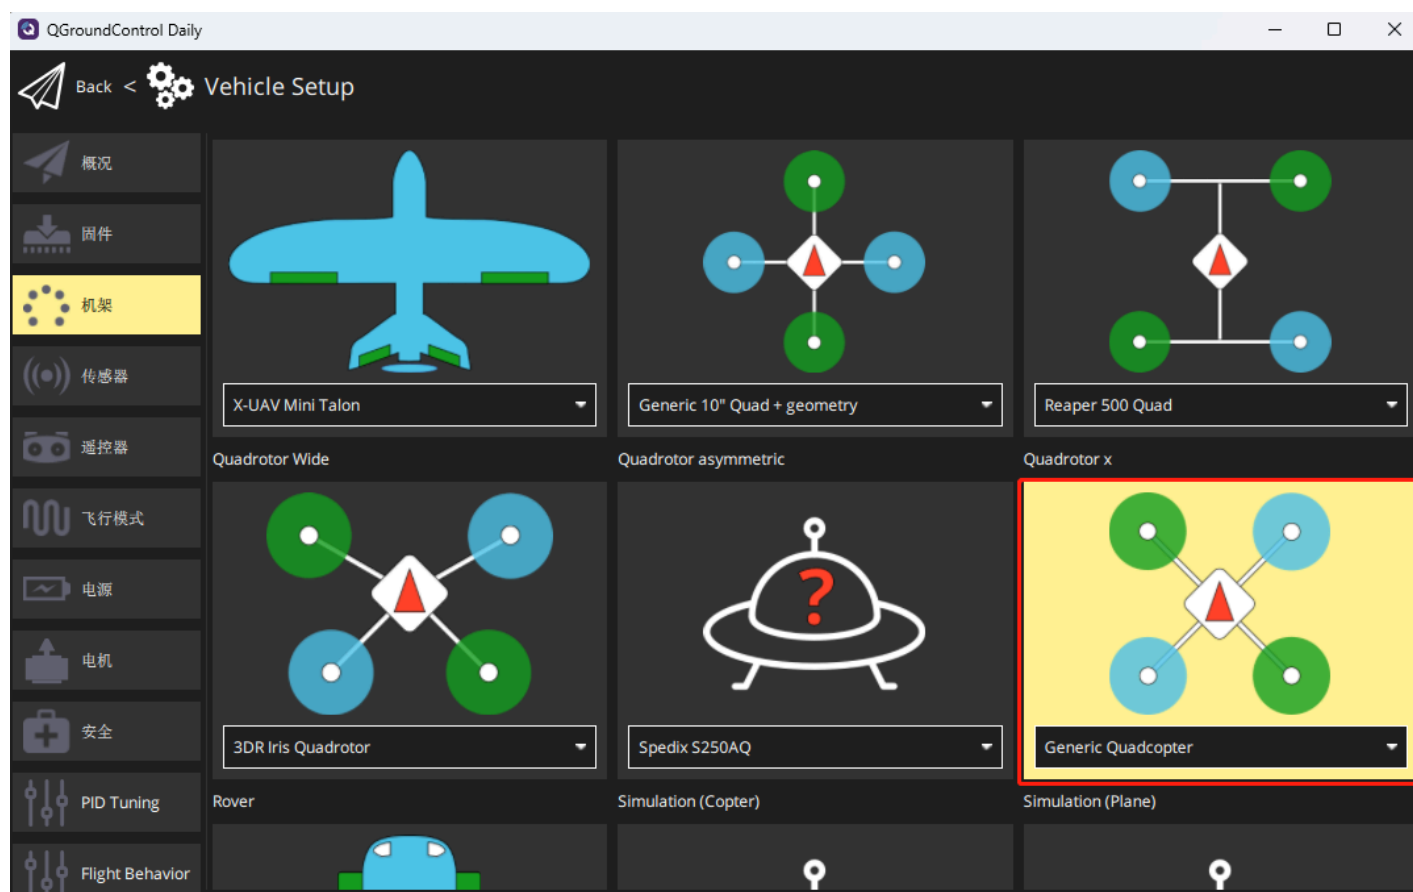 QGroundControl Daily
Back < Vehicle Setup
概况
固件
机架
传感器
遥控器
飞行模式
电源
电机
安全
PID Tuning
Flight Behavior
X-UAV Mini Talon
Generic 10" Quad + geometry
Reaper 500 Quad
Quadrotor Wide
Quadrotor asymmetric
Quadrotor x
?
3DR Iris Quadrotor
Spedix S250AQ
Generic Quadcopter
Rover
Simulation (Copter)
Simulation (Plane)